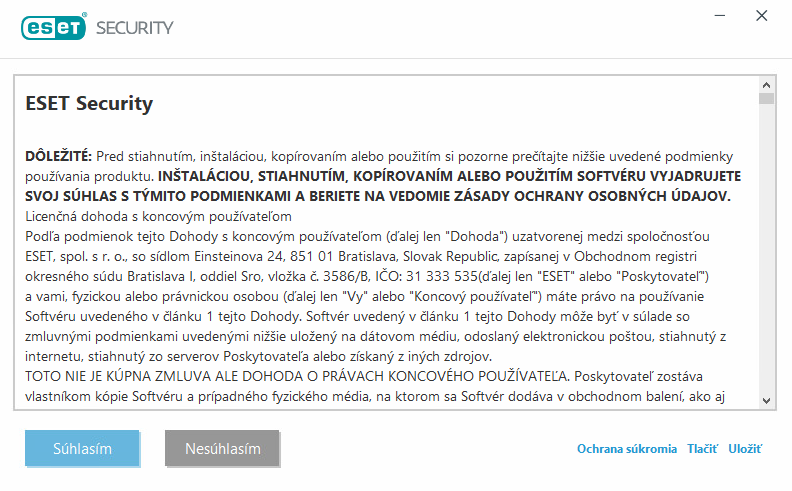 eseT® SECURITY
ESET Security
DÔLEŽITÉ: Pred stiahnutím, inštaláciou, kopírovaním alebo použitím si pozorne prečítajte nižšie uvedené podmienky
používania produktu. INŠTALÁCIOU, STIAHNUTÍM, KOPÍROVANÍM ALEBO POUŽITÍM SOFTVÉRU VYJADRUJETE
SVOJ SÚHLAS S TÝMITO PODMIENKAMI A BERIETE NA VEDOMIE ZÁSADY OCHRANY OSOBNÝCH ÚDAJOV.
Licenčná dohoda s koncovým používateľom
Podľa podmienok tejto Dohody s koncovým používateľom (ďalej len "Dohoda") uzatvorenej medzi spoločnosťou
ESET, spol. s r. o., so sídlom Einsteinova 24, 851 01 Bratislava, Slovak Republic, zapísanej v Obchodnom registri
okresného súdu Bratislava I, oddiel Sro, vložka č. 3586/B, IČO: 31 333 535(ďalej len "ESET" alebo "Poskytovateľ")
a vami, fyzickou alebo právnickou osobou (ďalej len "Vy" alebo "Koncový používateľ") máte právo na používanie
Softvéru uvedeného v článku 1 tejto Dohody. Softvér uvedený v článku 1 tejto Dohody môže byť v súlade so
zmluvnými podmienkami uvedenými nižšie uložený na dátovom médiu, odoslaný elektronickou poštou, stiahnutý z
internetu, stiahnutý zo serverov Poskytovateľa alebo získaný z iných zdrojov.
TOTO NIE JE KÚPNA ZMLUVA ALE DOHODA O PRÁVACH KONCOVÉHO POUŽÍVATEĽA. Poskytovateľ zostáva
vlastníkom kópie Softvéru a prípadného fyzického média, na ktorom sa Softvér dodáva v obchodnom balení, ako aj
Súhlasím
Nesúhlasím
Ochrana súkromia
Tlačiť
Uložiť